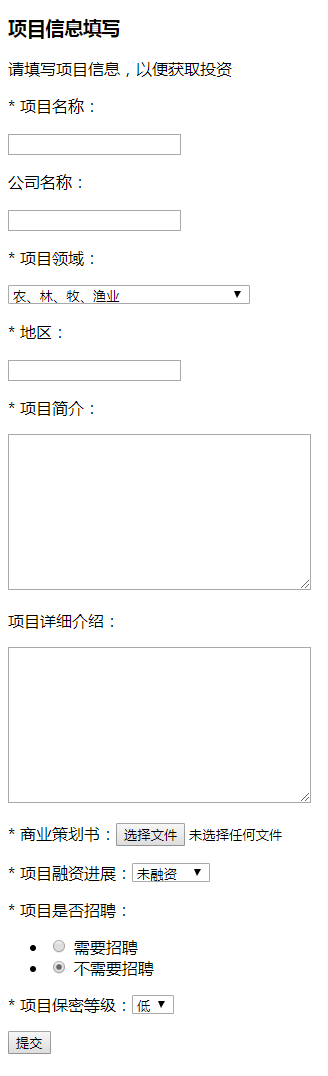 项目信息填写
请填写项目信息，以便获取投资
* 项目名称：
公司名称：
* 项目领域：
农、林、牧、渔业
* 地区：
* 项目简介：
项目详细介绍：
* 商业策划书：选择文件 未选择任何文件
* 项目融资进展：未融资
* 项目是否招聘：
需要招聘
不需要招聘
* 项目保密等级：低
提交